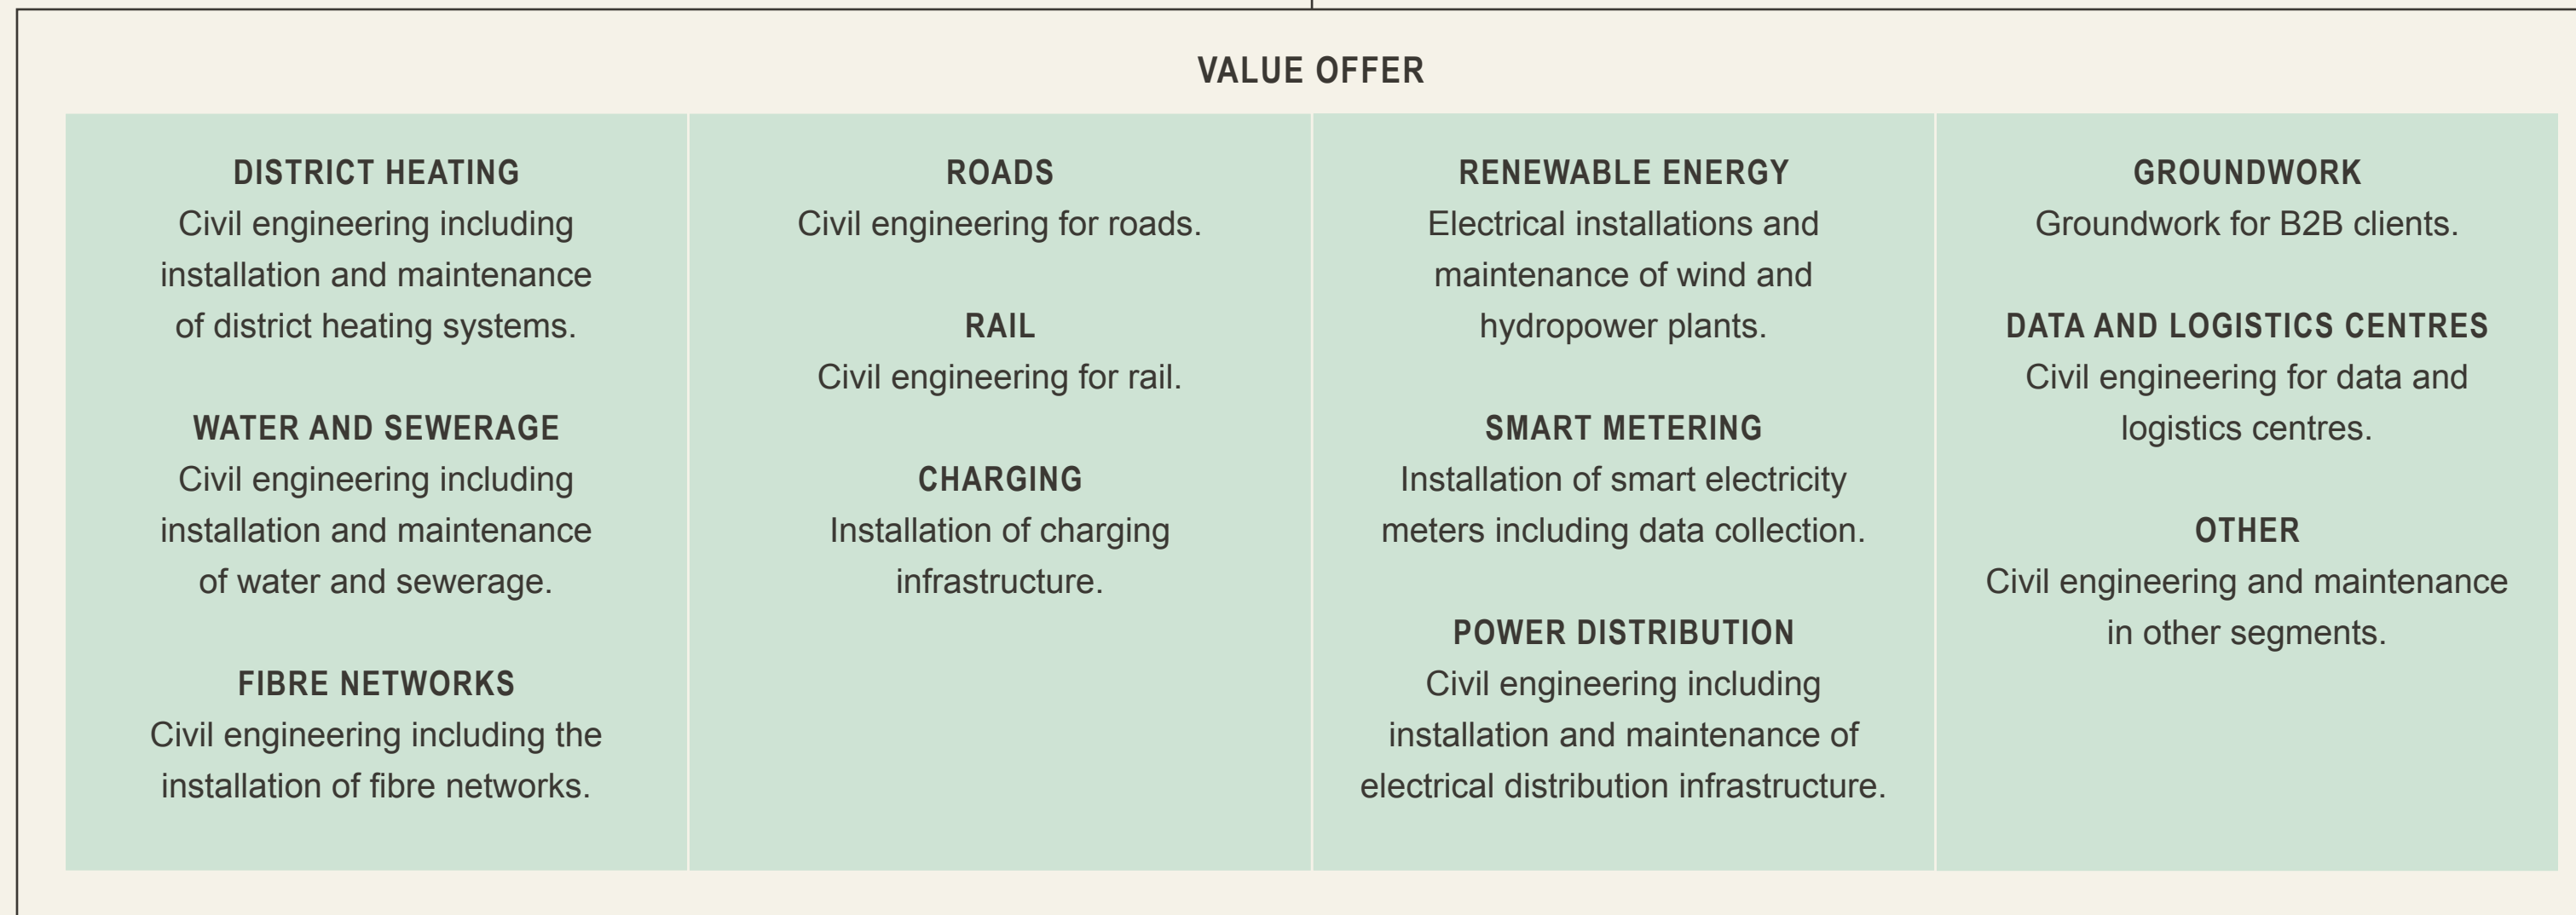 VALUE OFFER
DISTRICT HEATING
Civil engineering including
installation and maintenance
of district heating systems.
WATER AND SEWERAGE
Civil engineering including
installation and maintenance
of water and sewerage.
FIBRE NETWORKS
Civil engineering including the
installation of fibre networks.
ROADS
Civil engineering for roads.
RAIL
Civil engineering for rail.
CHARGING
Installation of charging
infrastructure.
RENEWABLE ENERGY
Electrical installations and
maintenance of wind and
hydropower plants.
SMART METERING
Installation of smart electricity
meters including data collection.
POWER DISTRIBUTION
Civil engineering including
installation and maintenance of
electrical distribution infrastructure.
GROUNDWORK
Groundwork for B2B clients.
DATA AND LOGISTICS CENTRES
Civil engineering for data and
logistics centres.
OTHER
Civil engineering and maintenance
in other segments.